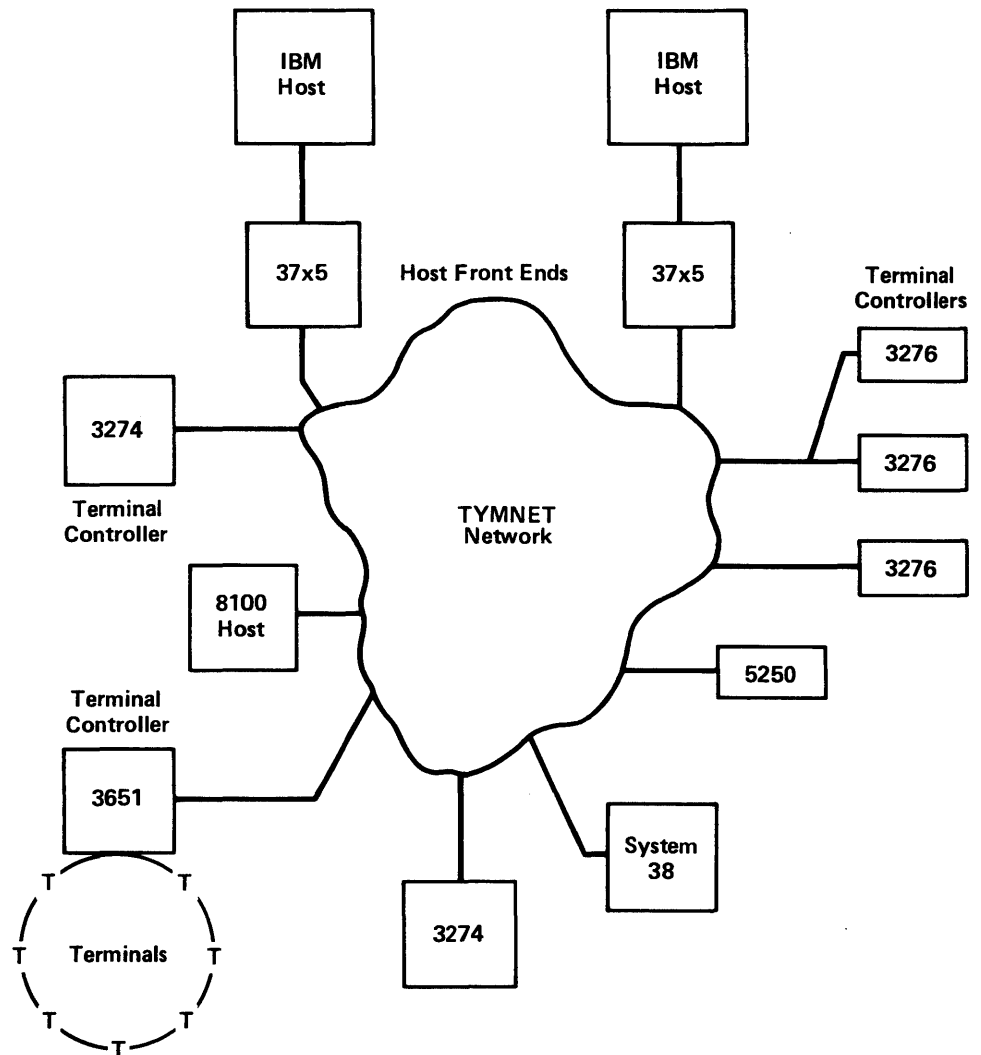 IBM
Host
IBM
Host
37x5
Host Front Ends
37x5
Terminal
Controllers
3276
3274
3276
Terminal
Controller
TYMNET
Network
3276
8100
Host
5250
Terminal
Controller
3651
System
38
T
T
T
Terminals
T
3274
T
T
T